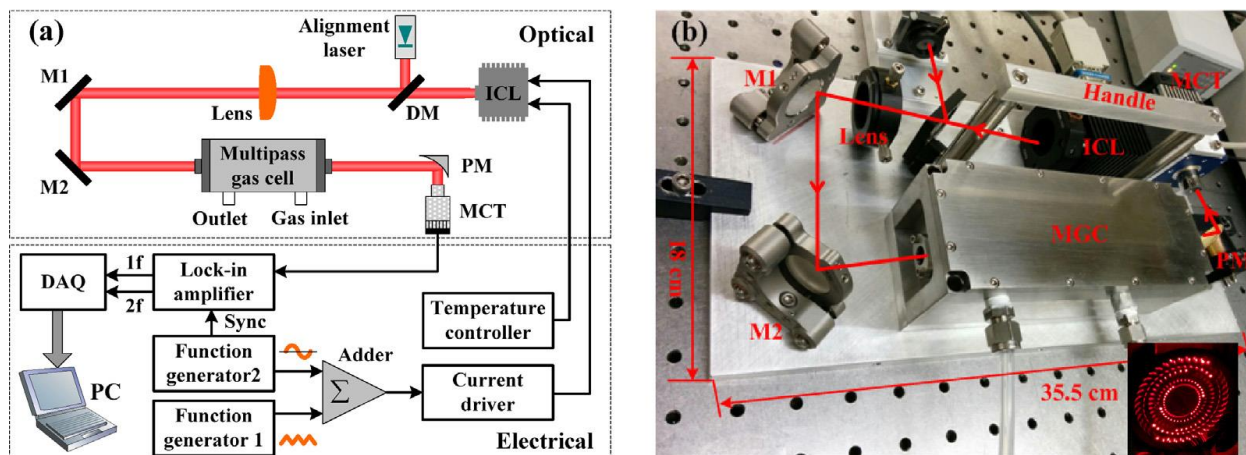 (a)
Alignment
laser
Optical
M1
ICL
Lens
DM
M2
Multipass
gas cell
PM
Outlet
Gas inlet
MCT
DAQ
1f
2f
Lock-in
amplifier
Sync
Temperature
controller
PC
Function
generator2
Adder
Σ
Current
driver
Function
generator 1
Electrical
(b)
M1
MCT
Handle
Lens
ICL
18 cm
MGC
PM
M2
35.5 cm